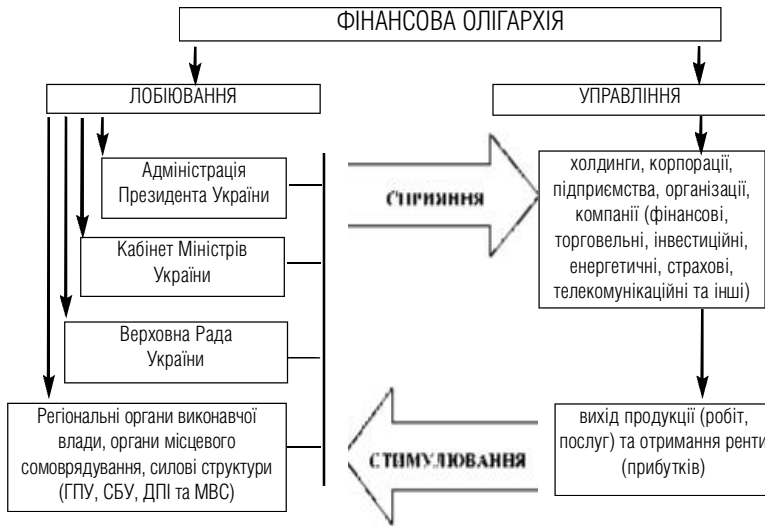 ФІНАНСОВА ОЛІГАРХІЯ
ЛОБІЮВАННЯ
УПРАВЛІННЯ
Адміністрація
Президента України
Кабінет Міністрів
України
Верховна Рада
України
Регіональні органи виконавчої
влади, органи місцевого
сомоврядування, силові структури
(ГПУ, СБУ, ДПІ та МВС)
СПРИЯННЯ
СТИМУЛЮВАННЯ
холдинги, корпорації,
підприємства, організації,
компанії (фінансові,
торговельні, інвестиційні,
енергетичні, страхові,
телекомунікаційні та інші)
вихід продукції (робіт,
послуг) та отримання ренти
(прибутків)